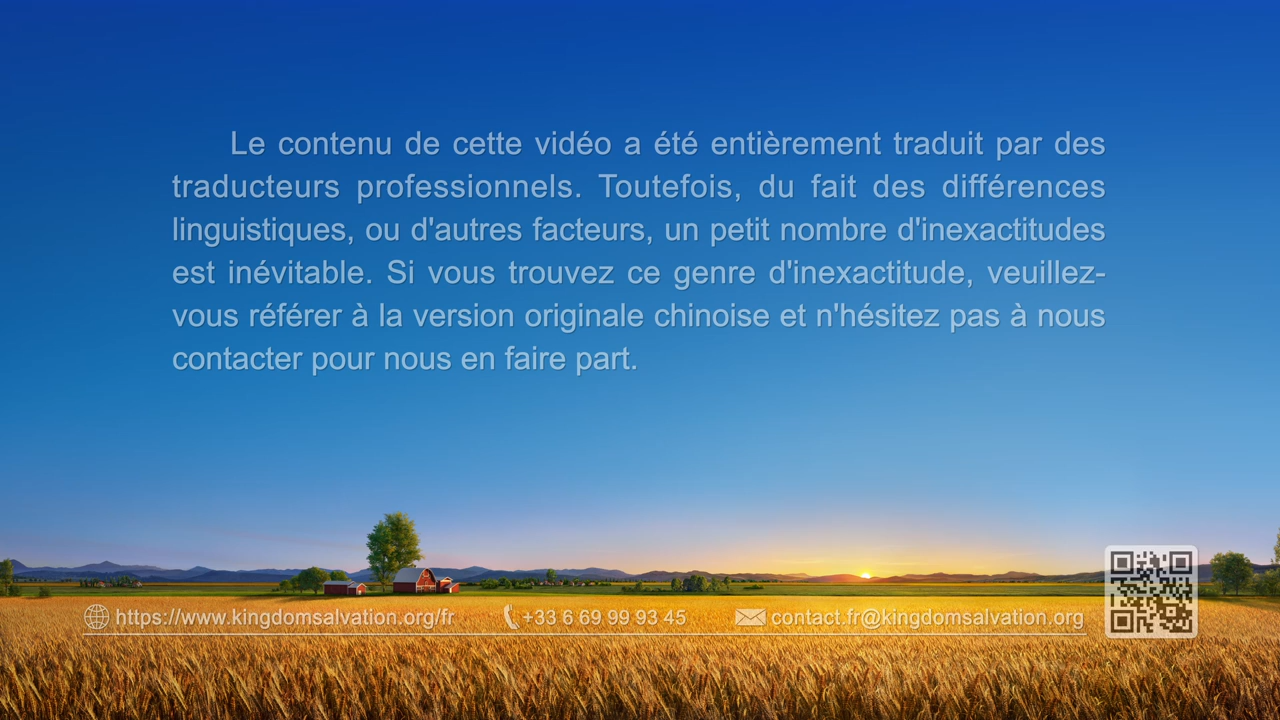 Le contenu de cette vidéo a été entièrement traduit par des
traducteurs professionnels. Toutefois, du fait des différences
linguistiques, ou d'autres facteurs, un petit nombre d'inexactitudes
est inévitable. Si vous trouvez ce genre d'inexactitude, veuillez-
vous référer à la version originale chinoise et n'hésitez pas à nous
contacter pour nous en faire part.
https://www.kingdomsalvation.org/fr +33 6 69 99 93 45 contact.fr@kingdomsalvation.org